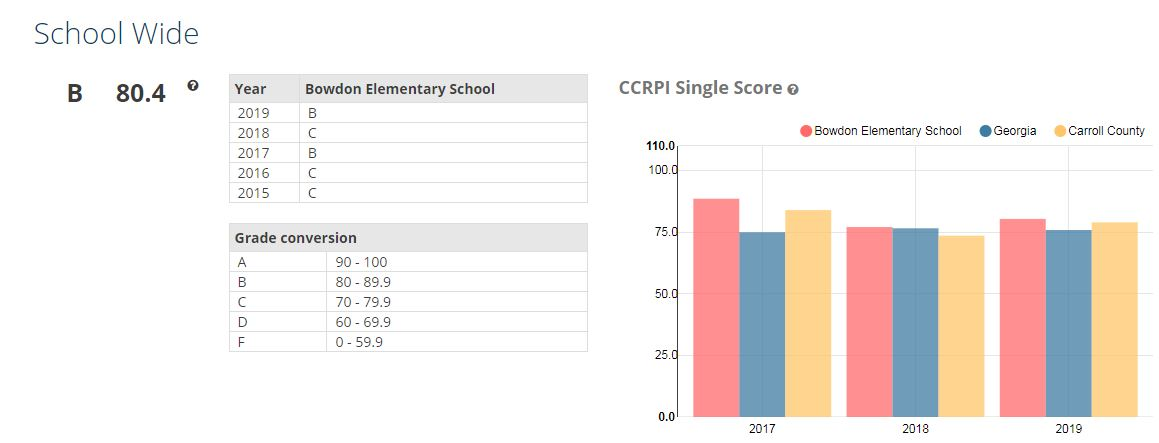 School Wide
B 80.4 ?
Year Bowdon Elementary School
2019 B
2018 C
2017 B
2016 C
2015 C
Grade conversion
A 90 - 100
B 80 - 89.9
C 70 - 79.9
D 60 - 69.9
F 0 - 59.9
CCRPI Single Score ?
Bowdon Elementary School Georgia Carroll County
110.0
100.0
75.0
50.0
25.0
0.0
2017 2018 2019